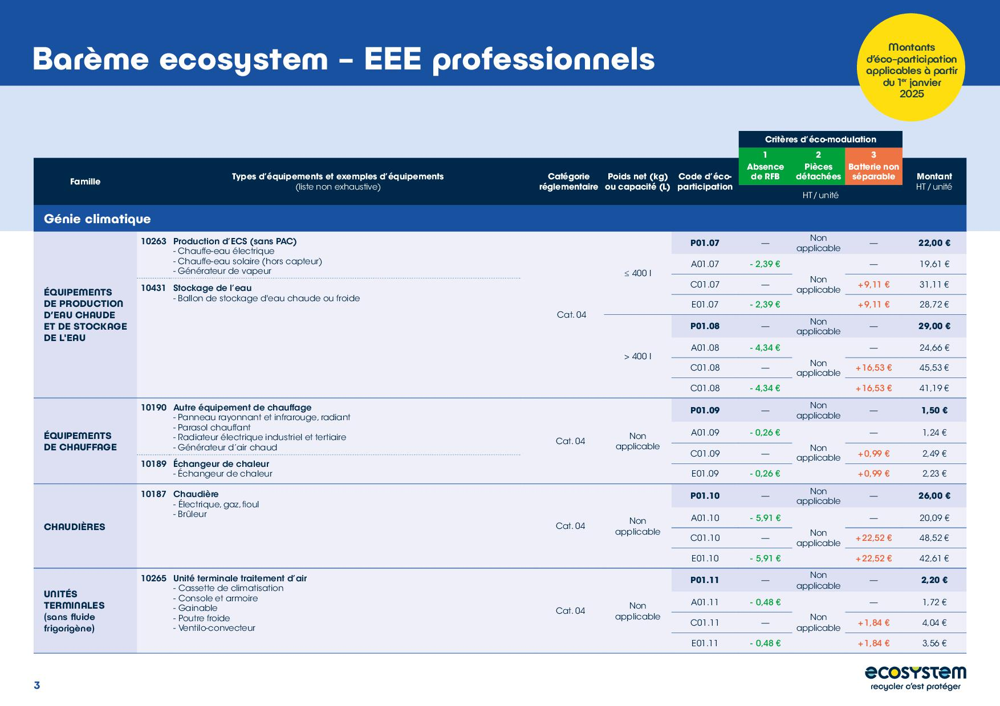 Barème ecosystem – EEE professionnels
Montants
d'éco-participation
applicables à partir
du 1er janvier
2025
Critères d'éco-modulation
Famille
Types d'équipements et exemples d'équipements
(liste non exhaustive)
Catégorie
réglementaire
Poids net (kg)
ou capacité (L)
Code d'éco-
participation
1
Absence
de RFB
2
Pièces
détachées
3
Batterie non
séparable
HT / unité
Montant
HT / unité
Génie climatique
ÉQUIPEMENTS
DE PRODUCTION
D'EAU CHAUDE
ET DE STOCKAGE
DE L'EAU
10263 Production d'ECS (sans PAC)
- Chauffe-eau électrique
- Chauffe-eau solaire (hors capteur)
- Générateur de vapeur
10431 Stockage de l'eau
- Ballon de stockage d'eau chaude ou froide
Cat. 04
≤ 400 l
P01.07 — Non applicable — 22,00 €
A01.07 - 2,39 € — 19,61 €
Non
applicable
C01.07 — +9,11 € 31,11 €
E01.07 - 2,39 € +9,11 € 28,72 €
> 400 l
P01.08 — Non applicable — 29,00 €
A01.08 - 4,34 € — 24,66 €
Non
applicable
C01.08 — +16,53 € 45,53 €
C01.08 - 4,34 € +16,53 € 41,19 €
ÉQUIPEMENTS
DE CHAUFFAGE
10190 Autre équipement de chauffage
- Panneau rayonnant et infrarouge, radiant
- Parasol chauffant
- Radiateur électrique industriel et tertiaire
- Générateur d'air chaud
10189 Échangeur de chaleur
- Échangeur de chaleur
Cat. 04
Non
applicable
P01.09 — Non applicable — 1,50 €
A01.09 - 0,26 € — 1,24 €
Non
applicable
C01.09 — +0,99 € 2,49 €
E01.09 - 0,26 € +0,99 € 2,23 €
CHAUDIÈRES
10187 Chaudière
- Électrique, gaz, fioul
- Brûleur
Cat. 04
Non
applicable
P01.10 — Non applicable — 26,00 €
A01.10 - 5,91 € — 20,09 €
Non
applicable
C01.10 — +22,52 € 48,52 €
E01.10 - 5,91 € +22,52 € 42,61 €
UNITÉS
TERMINALES
(sans fluide
frigorigène)
10265 Unité terminale traitement d'air
- Cassette de climatisation
- Console et armoire
- Gainable
- Poutre froide
- Ventilo-convecteur
Cat. 04
Non
applicable
P01.11 — Non applicable — 2,20 €
A01.11 - 0,48 € — 1,72 €
Non
applicable
C01.11 — +1,84 € 4,04 €
E01.11 - 0,48 € +1,84 € 3,56 €
3
ecosystem
recycler c'est protéger